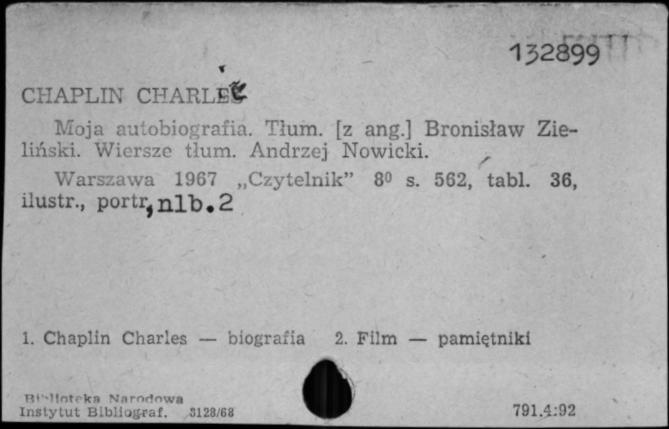 132899
CHAPLIN CHARLES
Moja autobiografia. Tłum. [z ang.] Bronisław Zie-
liński. Wiersze tłum. Andrzej Nowicki.
Warszawa 1967 „Czytelnik” 8⁰ s. 562, tabl. 36,
ilustr., portr, nlb. 2
1. Chaplin Charles — biografia 2. Film — pamiętniki
Biblioteka Narodowa
Instytut Bibliograf. 3128/68
791.4:92